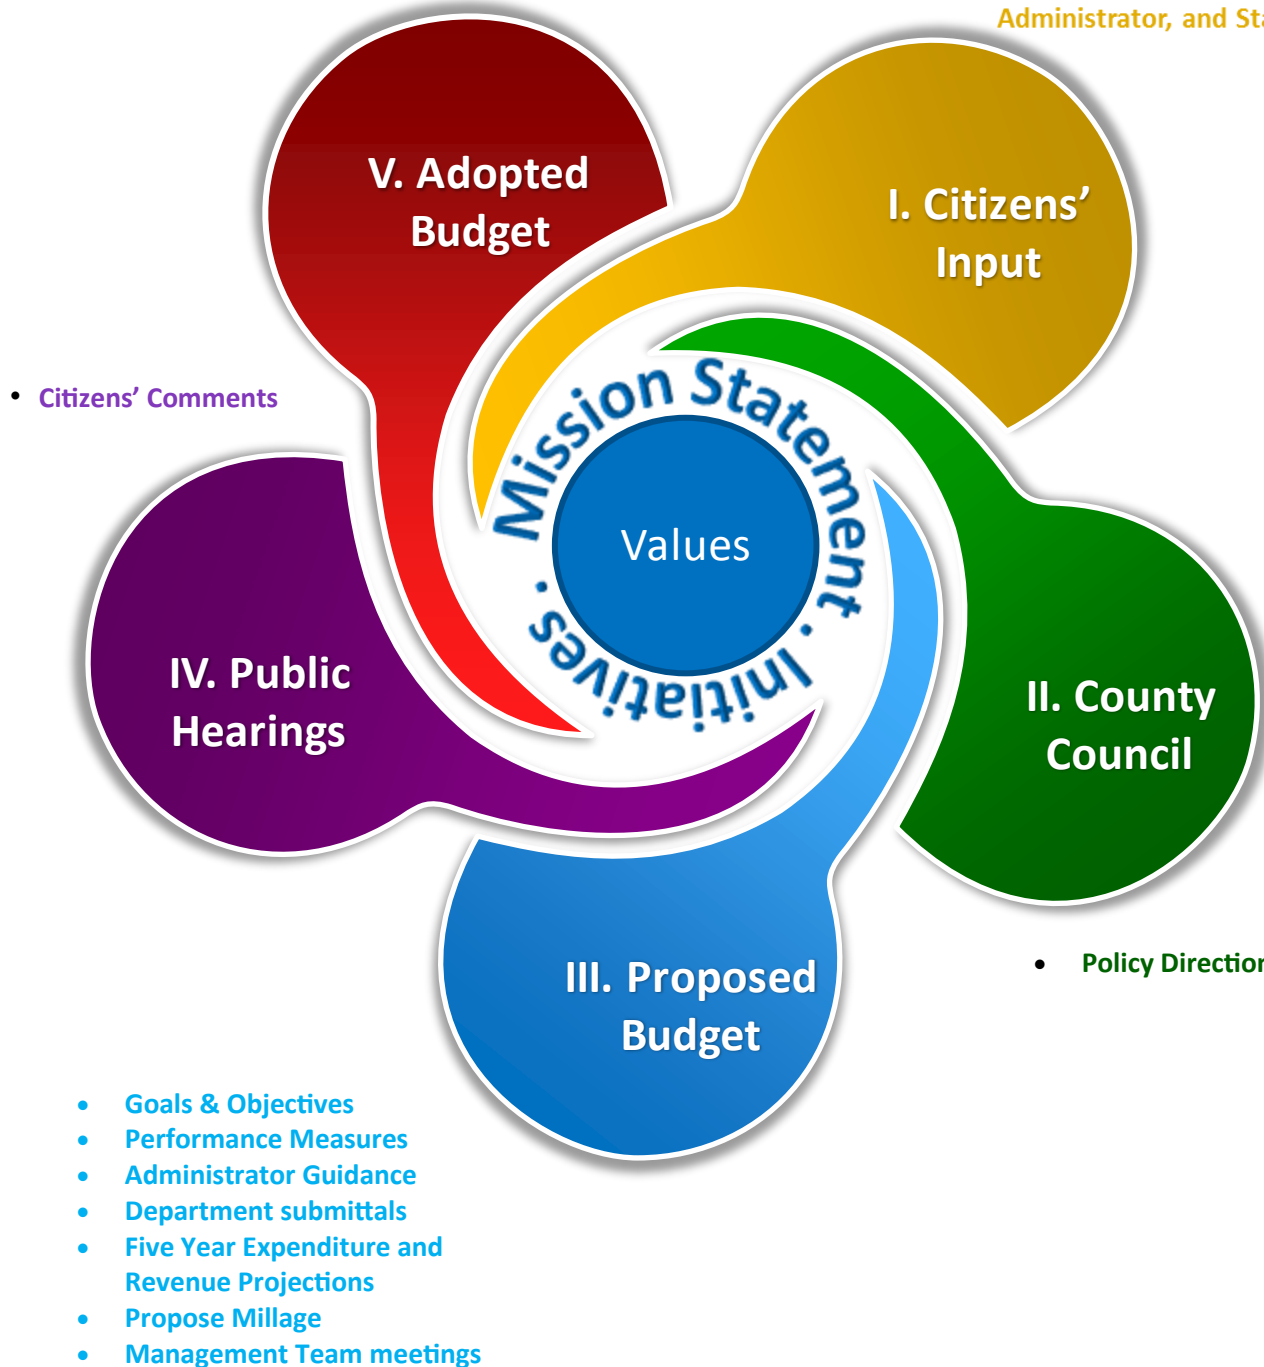 Administrator, and
V. Adopted
Budget
I. Citizens’
Input
• Citizens’ Comments
Mission Statement · Initiatives ·
Values
IV. Public
Hearings
II. County
Council
III. Proposed
Budget
• Policy Direction
• Goals & Objectives
• Performance Measures
• Administrator Guidance
• Department submittals
• Five Year Expenditure and
Revenue Projections
• Propose Millage
• Management Team meetings